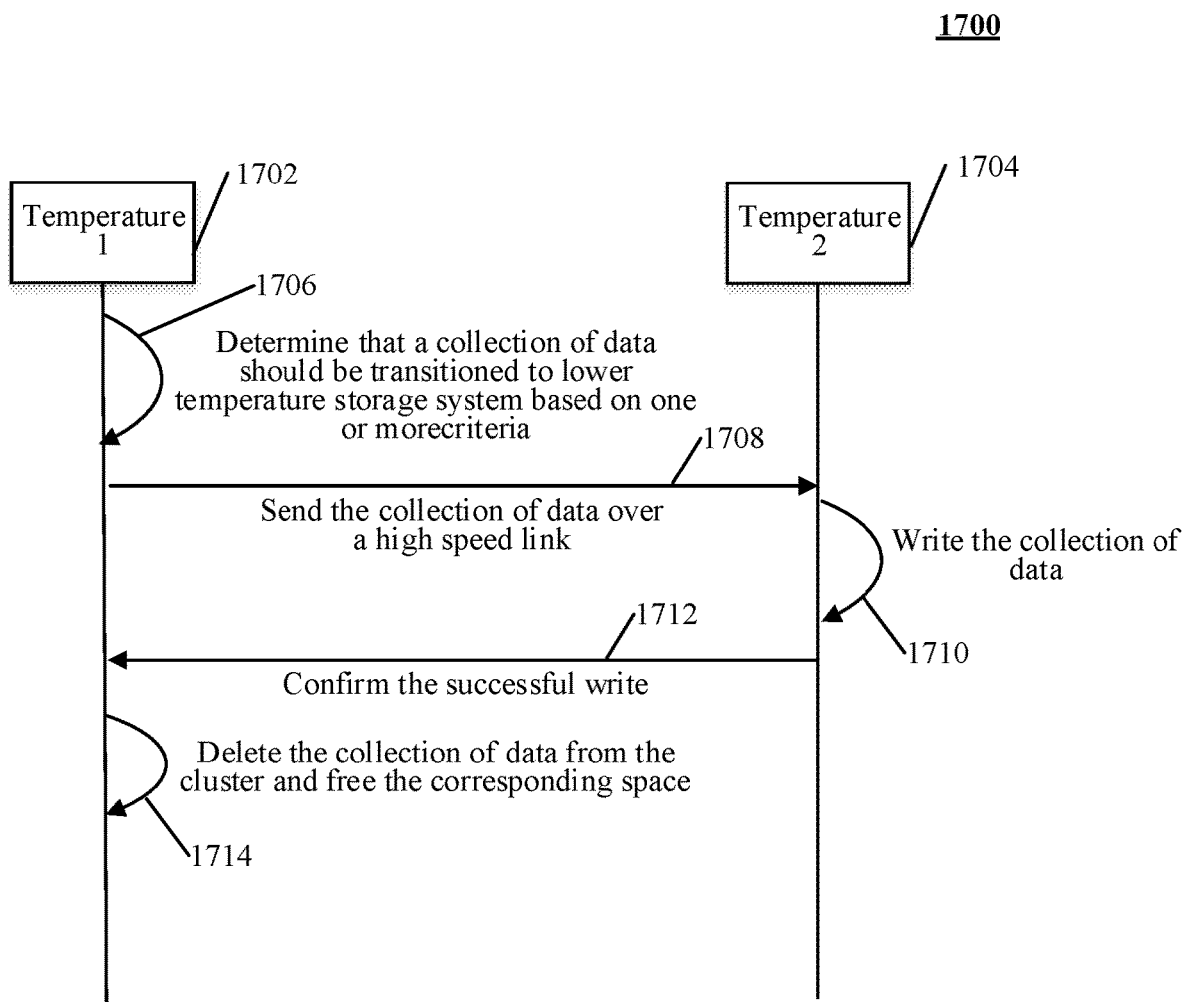 1700
1702
1704
Temperature
1
Temperature
2
1706
Determine that a collection of data
should be transitioned to lower
temperature storage system based on one
or morecriteria
1708
Send the collection of data over
a high speed link
Write the collection of
data
1710
1712
Confirm the successful write
Delete the collection of data from the
cluster and free the corresponding space
1714